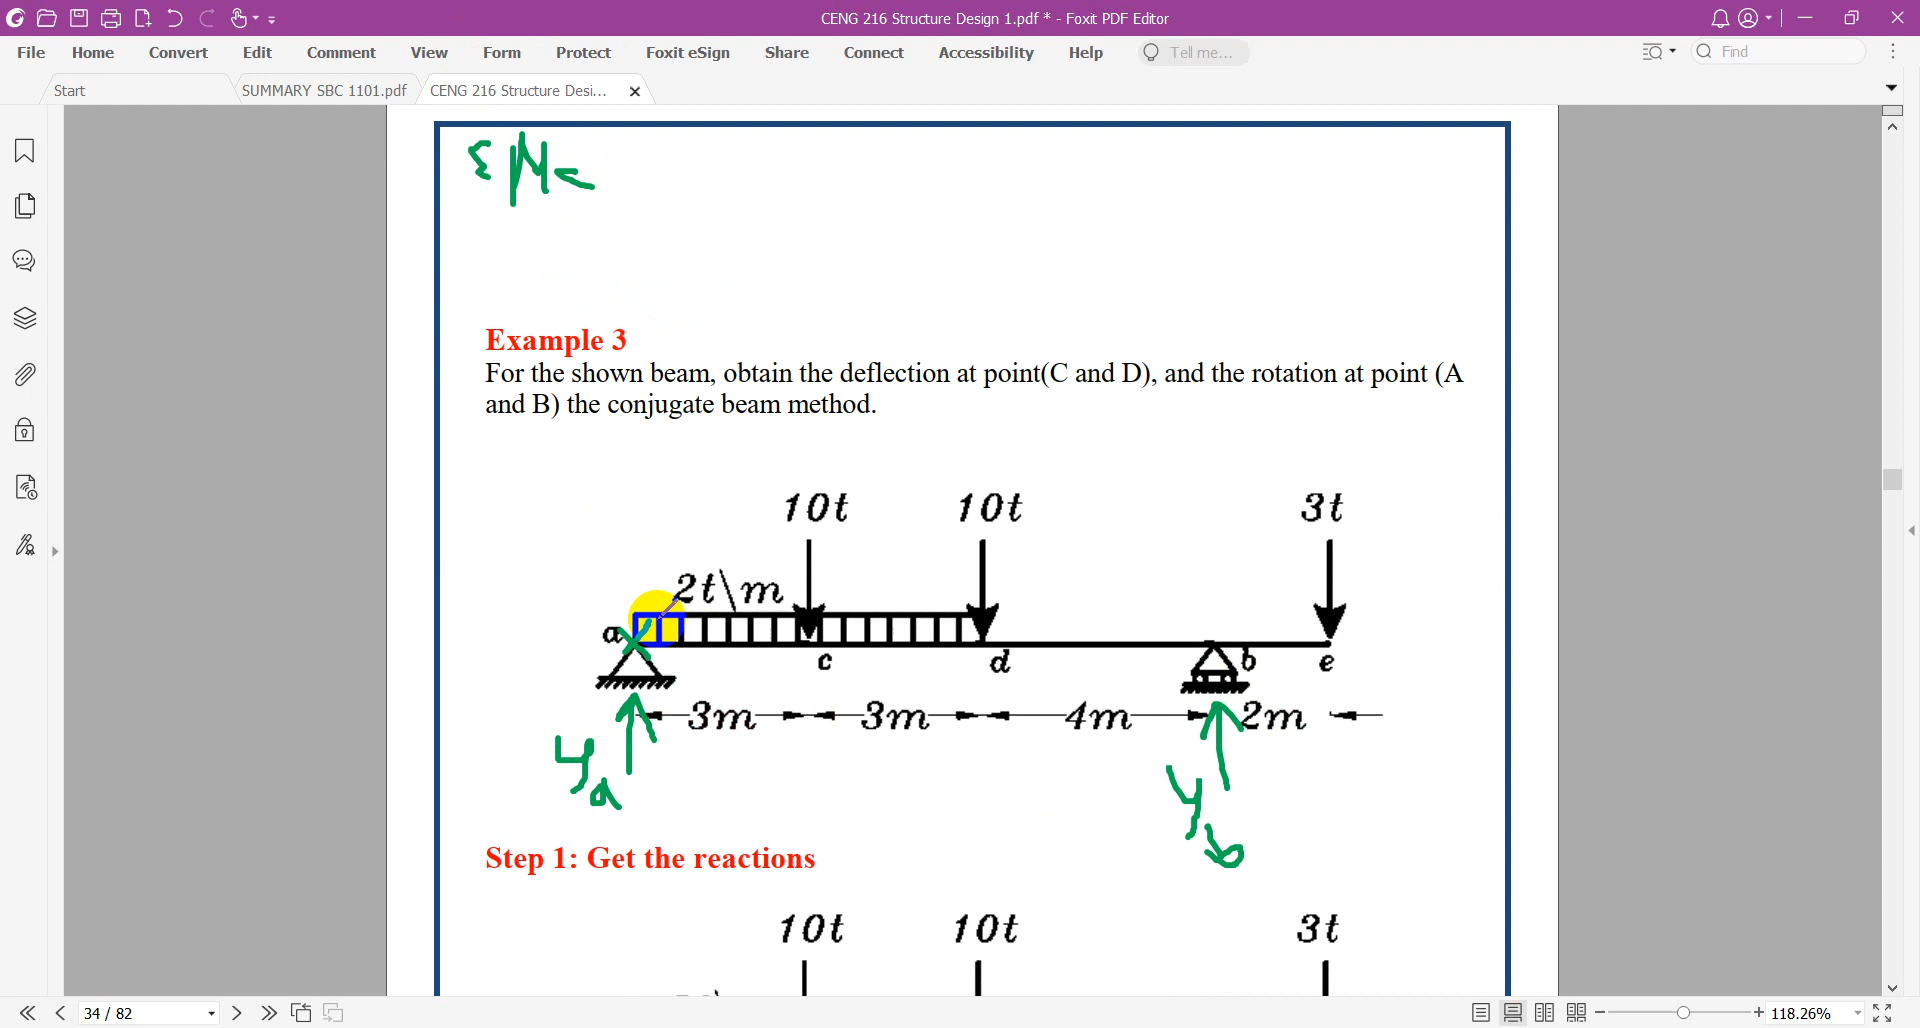 CENG 216 Structure Design 1.pdf * - Foxit PDF Editor
File Home Convert Edit Comment View Form Protect Foxit eSign Share Connect Accessibility Help Tell me... Find
Start SUMMARY SBC 1101.pdf CENG 216 Structure Desi...
Example 3
For the shown beam, obtain the deflection at point(C and D), and the rotation at point (A
and B) the conjugate beam method.
10t 10t 3t
2t\m
a c d b e
3m 3m 4m 2m
Ya Yb
Step 1: Get the reactions
10t 10t 3t
34 / 82 118.26%